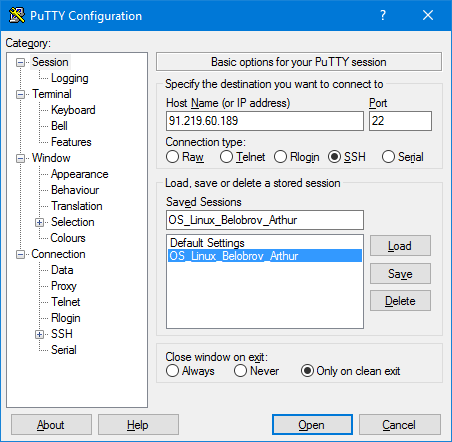 PuTTY Configuration
?
Category:
Session
Logging
Terminal
Keyboard
Bell
Features
Window
Appearance
Behaviour
Translation
Selection
Colours
Connection
Data
Proxy
Telnet
Rlogin
SSH
Serial
Basic options for your PuTTY session
Specify the destination you want to connect to
Host Name (or IP address) Port
91.219.60.189 22
Connection type:
Raw Telnet Rlogin SSH Serial
Load, save or delete a stored session
Saved Sessions
OS_Linux_Belobrov_Arthur
Default Settings
OS_Linux_Belobrov_Arthur
Load
Save
Delete
Close window on exit:
Always Never Only on clean exit
About Help Open Cancel